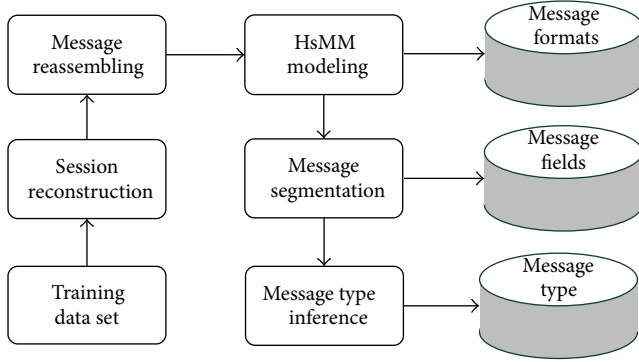 Message
reassembling
HsMM
modeling
Message
formats
Session
reconstruction
Message
segmentation
Message
fields
Training
data set
Message type
inference
Message
type